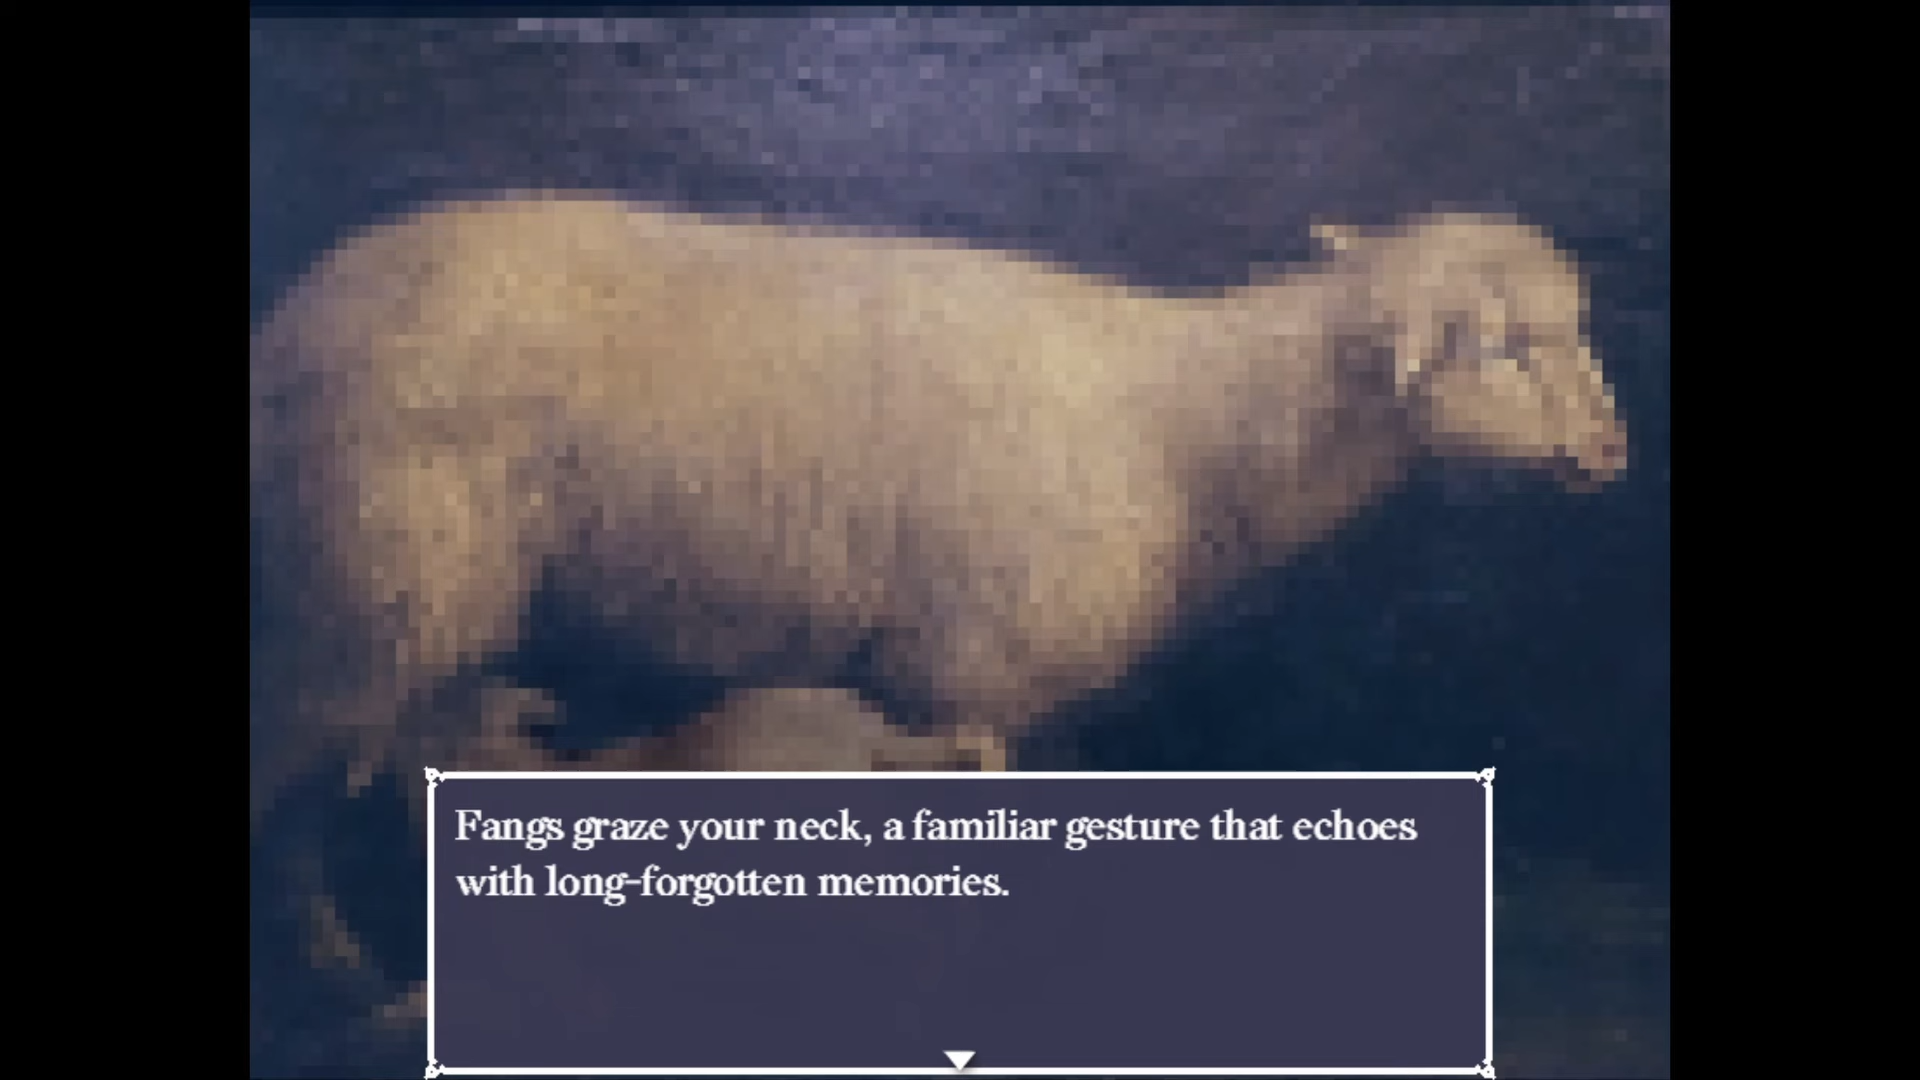 Fangs graze your neck, a familiar gesture that echoes
with long-forgotten memories.